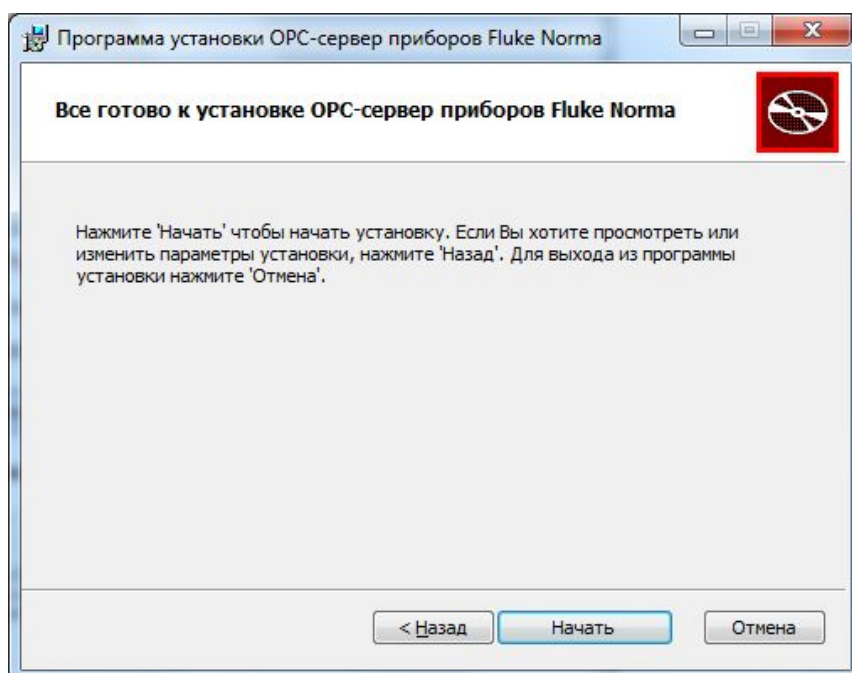 Программа установки OPC-сервер приборов Fluke Norma
Все готово к установке OPC-сервер приборов Fluke Norma
Нажмите 'Начать' чтобы начать установку. Если Вы хотите просмотреть или
изменить параметры установки, нажмите 'Назад'. Для выхода из программы
установки нажмите 'Отмена'.
< Назад
Начать
Отмена